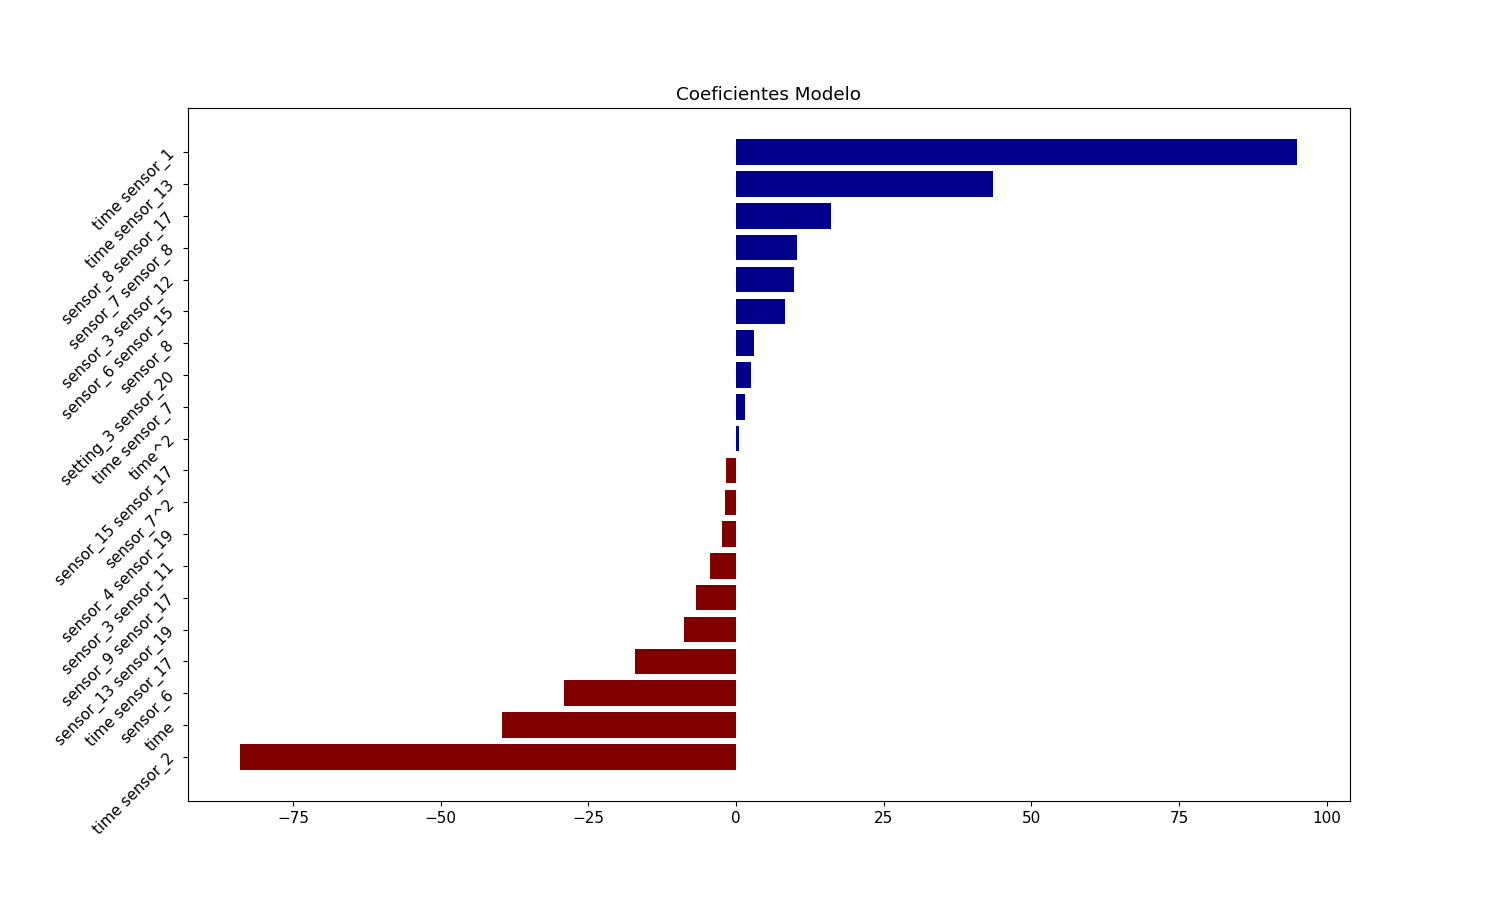 Coeficientes Modelo
time sensor_1
time sensor_13
sensor_8 sensor_17
sensor_7 sensor_8
sensor_3 sensor_12
sensor_6 sensor_15
sensor_8
setting_3 sensor_20
time sensor_7
time^2
sensor_15 sensor_17
sensor_7^2
sensor_4 sensor_19
sensor_3 sensor_11
sensor_9 sensor_17
sensor_13 sensor_19
time sensor_17
sensor_6
time
time sensor_2
−75 −50 −25 0 25 50 75 100